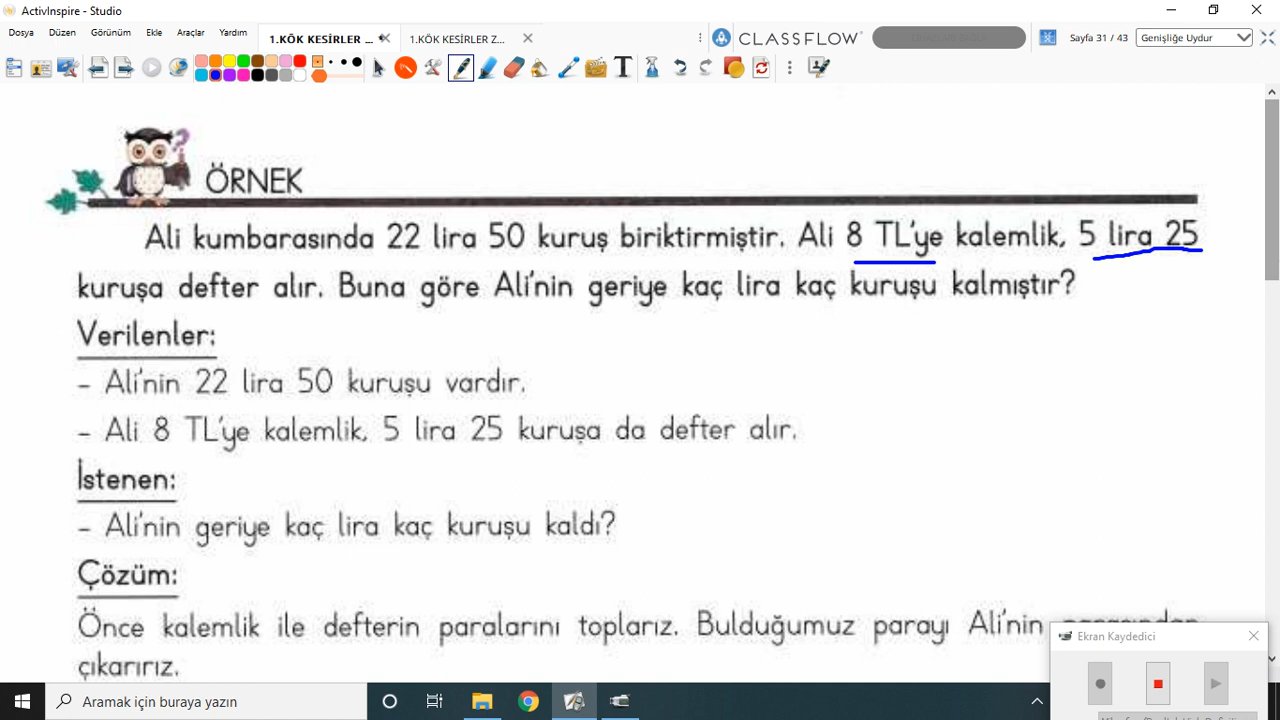 ActivInspire - Studio
Dosya Düzen Görünüm Ekle Araçlar Yardım
1.KÖK KESİRLER ... 1.KÖK KESİRLER Z...
CLASSFLOW
Sayfa 31 / 43 Genişliğe Uydur
ÖRNEK
Ali kumbarasında 22 lira 50 kuruş biriktirmiştir. Ali 8 TL'ye kalemlik, 5 lira 25
kuruşa defter alır. Buna göre Ali'nin geriye kaç lira kaç kuruşu kalmıştır?
Verilenler:
- Ali'nin 22 lira 50 kuruşu vardır.
- Ali 8 TL'ye kalemlik, 5 lira 25 kuruşa da defter alır.
İstenen:
- Ali'nin geriye kaç lira kaç kuruşu kaldı?
Çözüm:
Önce kalemlik ile defterin paralarını toplarız. Bulduğumuz parayı Ali'nin
çıkarırız.
Ekran Kaydedici
Aramak için buraya yazın